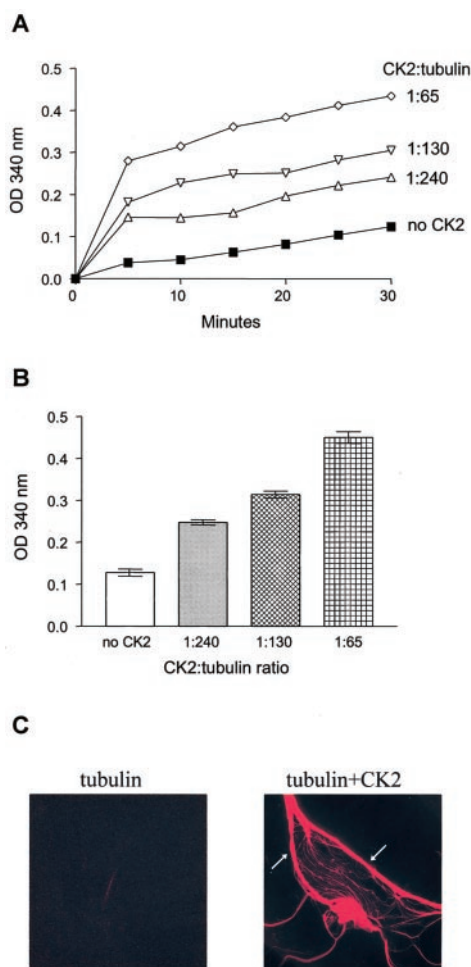 A
CK2:tubulin
0.5
0.4
0.3
0.2
0.1
0.0
OD 340 nm
1:65
1:130
1:240
no CK2
0 10 20 30
Minutes
B
0.5
0.4
0.3
0.2
0.1
0.0
OD 340 nm
no CK2 1:240 1:130 1:65
CK2:tubulin ratio
C
tubulin tubulin+CK2